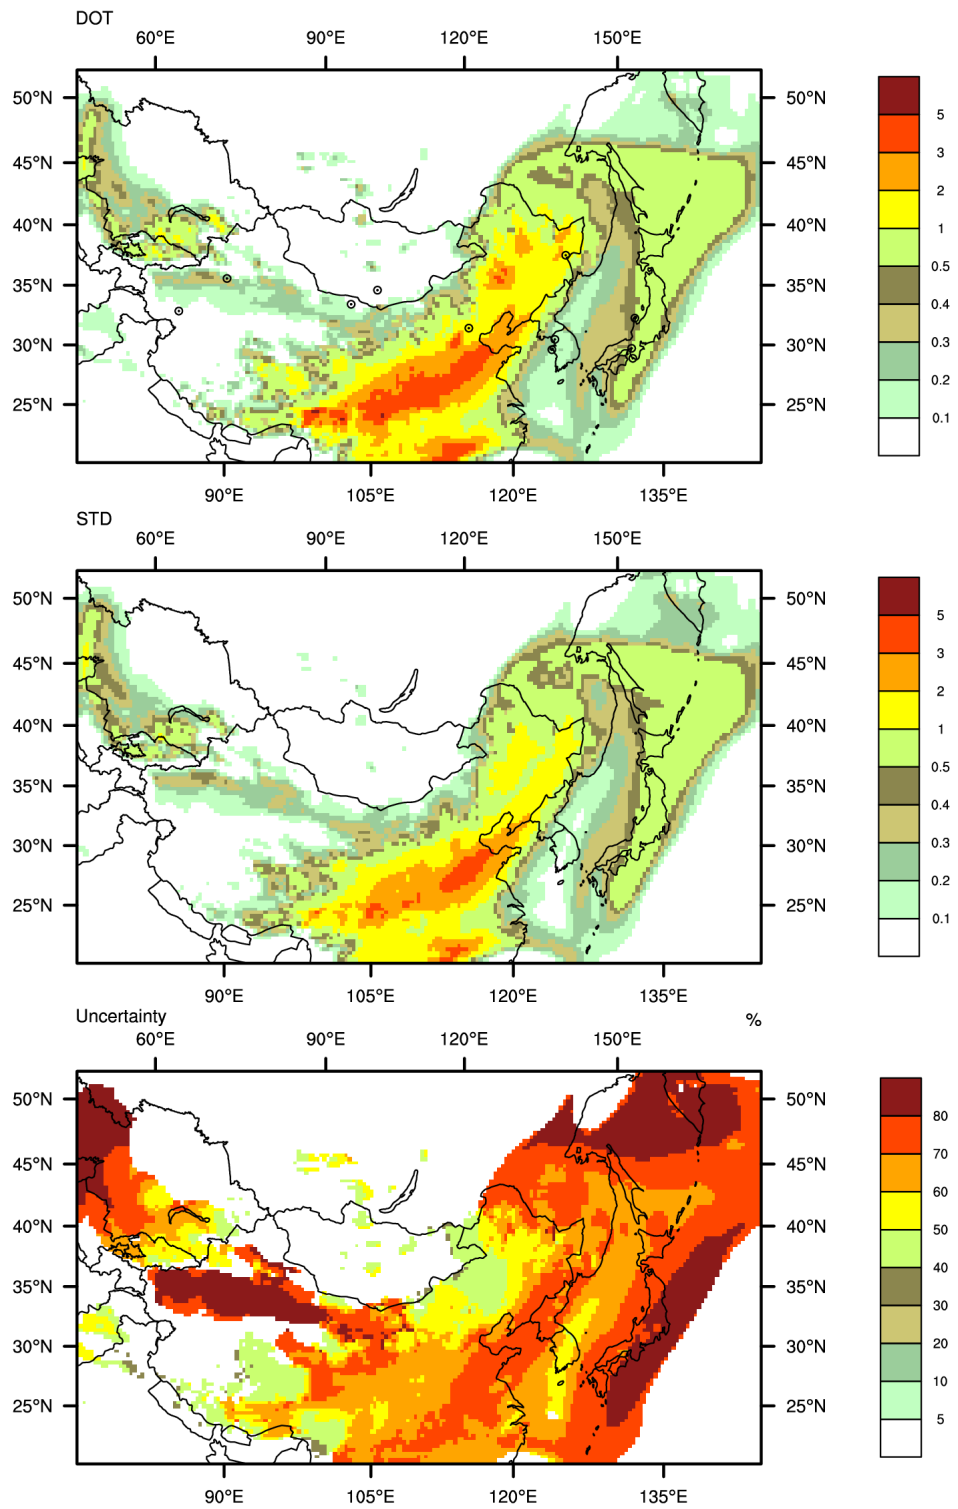 DOT
60°E 90°E 120°E 150°E
50°N 50°N
5
45°N 45°N
3
2
40°N 40°N
1
35°N 35°N
0.5
0.4
30°N 30°N
0.3
0.2
25°N 25°N
0.1
90°E 105°E 120°E 135°E
STD
60°E 90°E 120°E 150°E
50°N 50°N
5
45°N 45°N
3
2
40°N 40°N
1
35°N 35°N
0.5
0.4
30°N 30°N
0.3
0.2
25°N 25°N
0.1
90°E 105°E 120°E 135°E
Uncertainty %
60°E 90°E 120°E 150°E
50°N 50°N
80
45°N 45°N
70
60
40°N 40°N
50
35°N 35°N
40
30
30°N 30°N
20
10
25°N 25°N
5
90°E 105°E 120°E 135°E